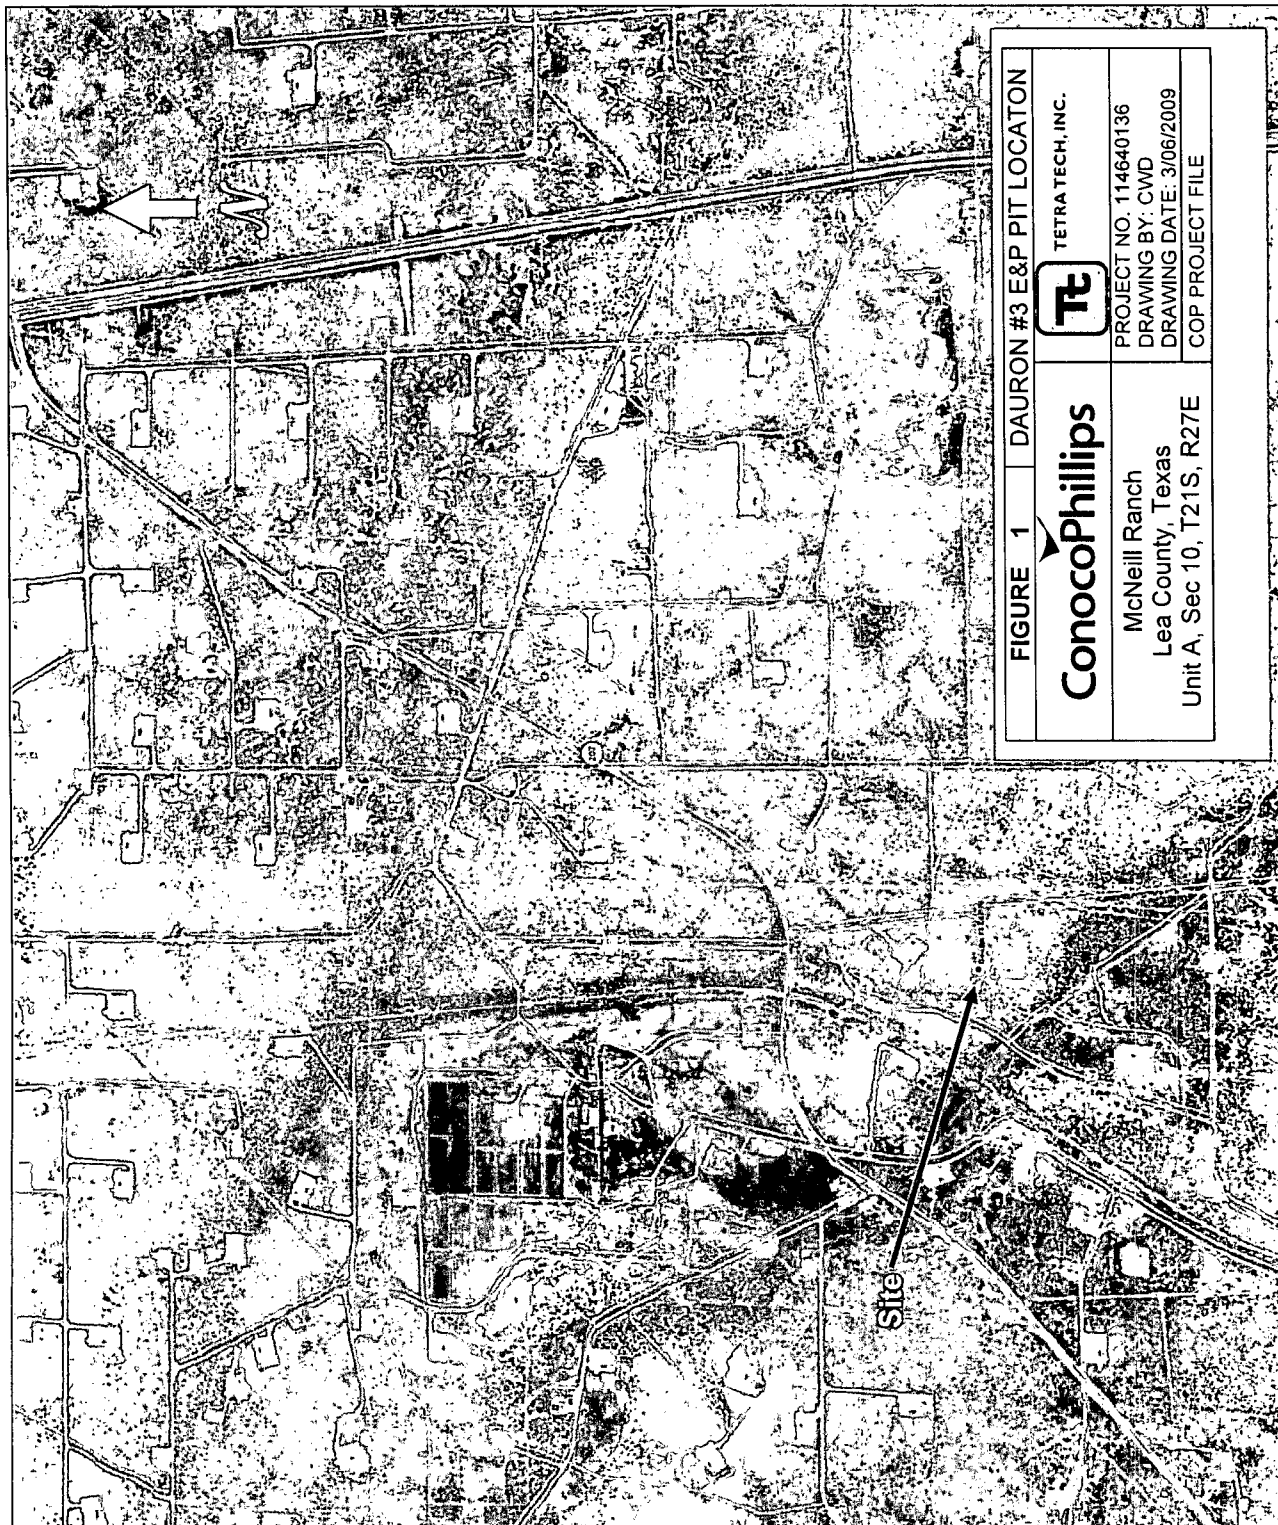 Site
FIGURE 1
DAURON #3 E&P PIT LOCATON
ConocoPhillips
Tt
TETRA TECH, INC.
McNeill Ranch
Lea County, Texas
Unit A, Sec 10, T21S, R27E
PROJECT NO. 114640136
DRAWING BY: CWD
DRAWING DATE: 3/06/2009
COP PROJECT FILE